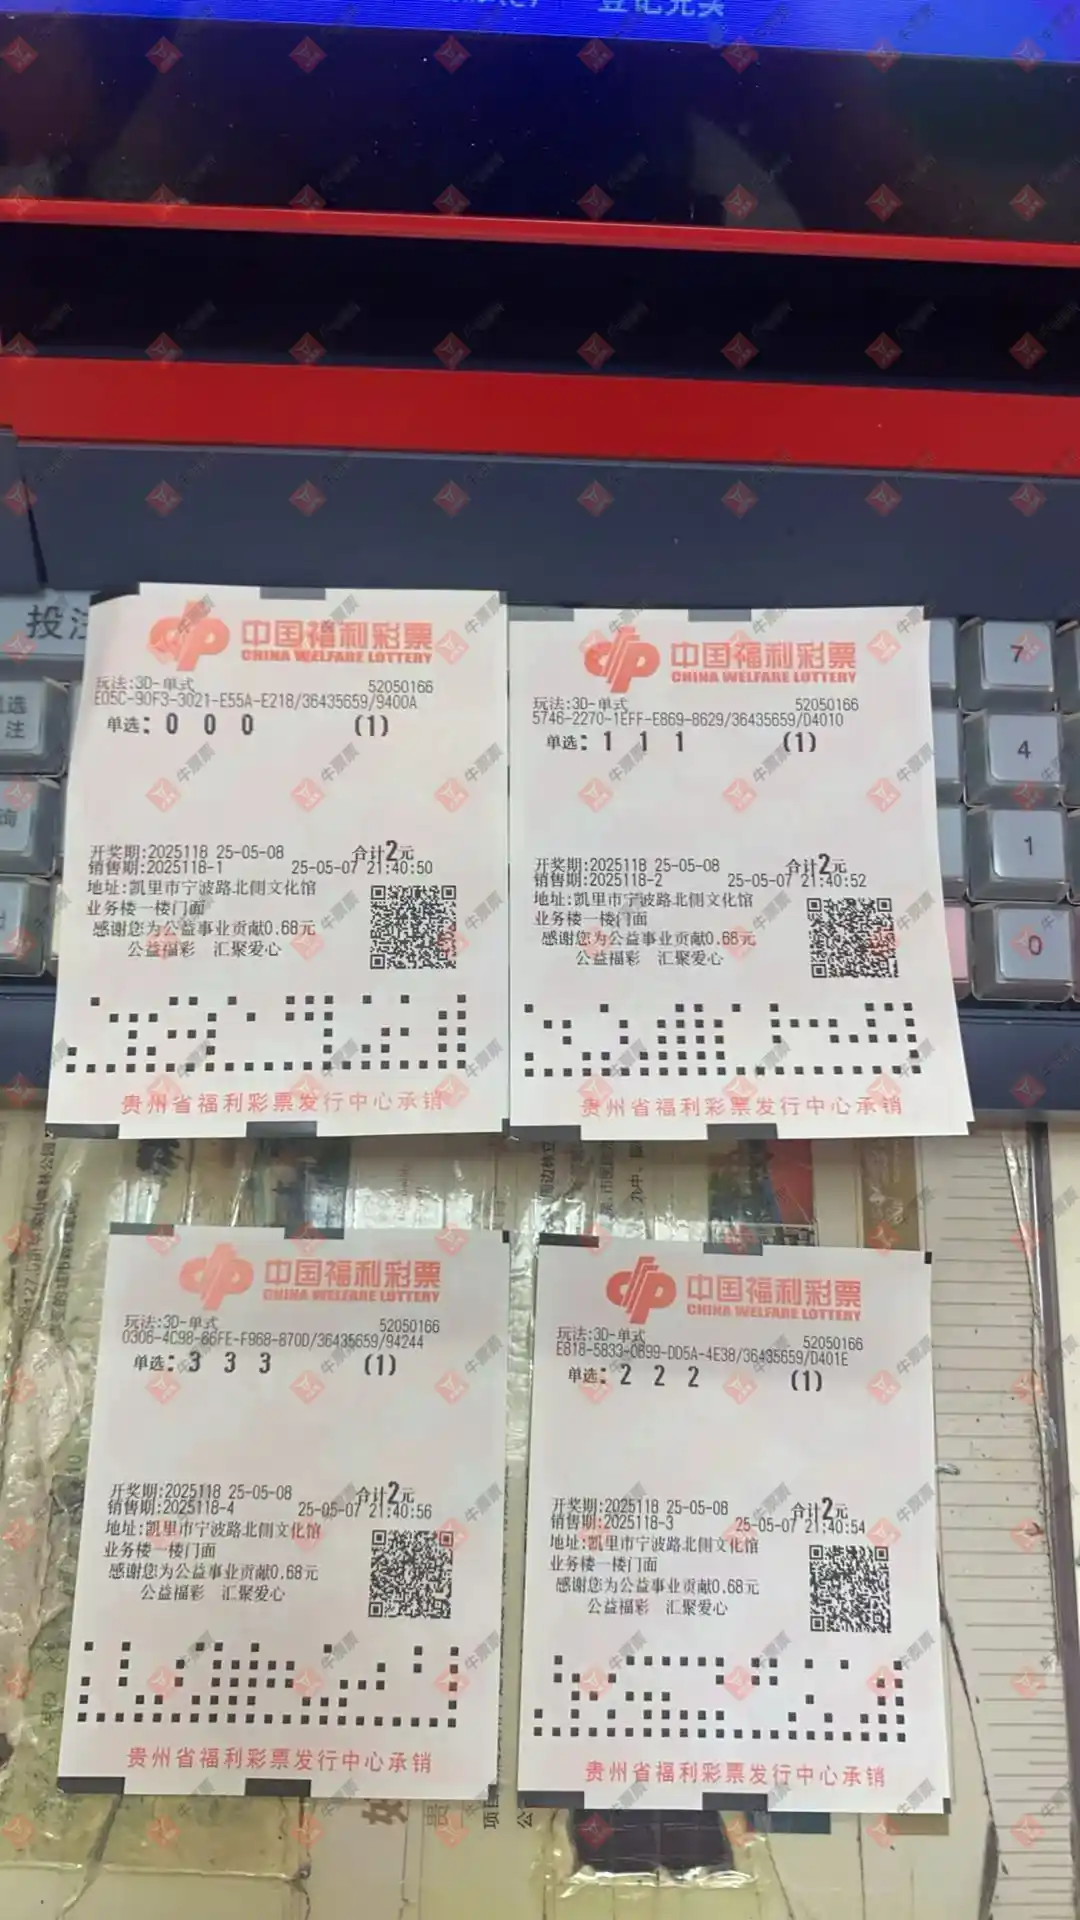 登记兑奖
投注
7
4
1
0
中国福利彩票
CHINA WELFARE LOTTERY
玩法:3D-单式 52050166
E05C-90F3-3021-E55A-E218/36435659/9400A
单选: 0 0 0 (1)
开奖期:2025118 25-05-08 合计2元
销售期:2025118-1 25-05-07 21:40:50
地址:凯里市宁波路北侧文化馆
业务楼一楼门面
感谢您为公益事业贡献0.68元
公益福彩 汇聚爱心
贵州省福利彩票发行中心承销
中国福利彩票
CHINA WELFARE LOTTERY
玩法:3D-单式 52050166
5746-2270-1EFF-E869-8629/36435659/D4010
单选: 1 1 1 (1)
开奖期:2025118 25-05-08 合计2元
销售期:2025118-2 25-05-07 21:40:52
地址:凯里市宁波路北侧文化馆
业务楼一楼门面
感谢您为公益事业贡献0.68元
公益福彩 汇聚爱心
贵州省福利彩票发行中心承销
中国福利彩票
CHINA WELFARE LOTTERY
玩法:3D-单式 52050166
0306-4C98-66FE-F968-870D/36435659/94244
单选: 3 3 3 (1)
开奖期:2025118 25-05-08 合计2元
销售期:2025118-4 25-05-07 21:40:56
地址:凯里市宁波路北侧文化馆
业务楼一楼门面
感谢您为公益事业贡献0.68元
公益福彩 汇聚爱心
贵州省福利彩票发行中心承销
中国福利彩票
CHINA WELFARE LOTTERY
玩法:3D-单式 52050166
E818-5833-0699-DD5A-4E38/36435659/D401E
单选: 2 2 2 (1)
开奖期:2025118 25-05-08 合计2元
销售期:2025118-3 25-05-07 21:40:54
地址:凯里市宁波路北侧文化馆
业务楼一楼门面
感谢您为公益事业贡献0.68元
公益福彩 汇聚爱心
贵州省福利彩票发行中心承销
牛票票